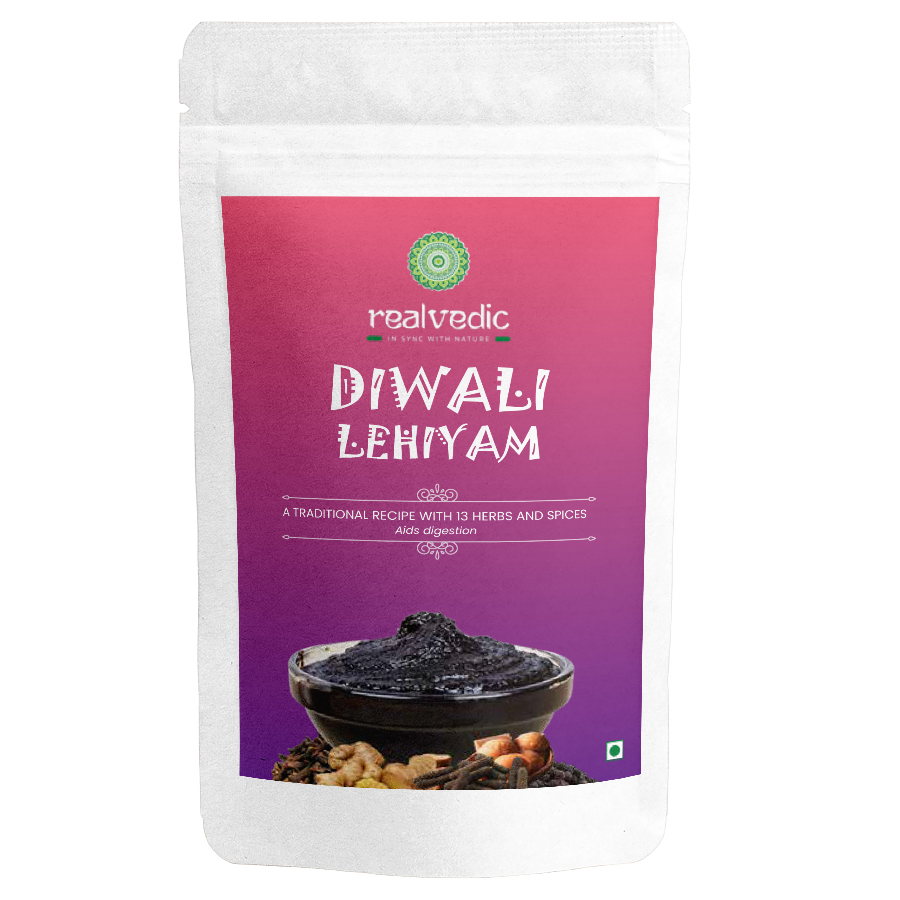 realvedic
IN SYNC WITH NATURE
DIWALI
LEHIYAM
A TRADITIONAL RECIPE WITH 13 HERBS AND SPICES
Aids digestion